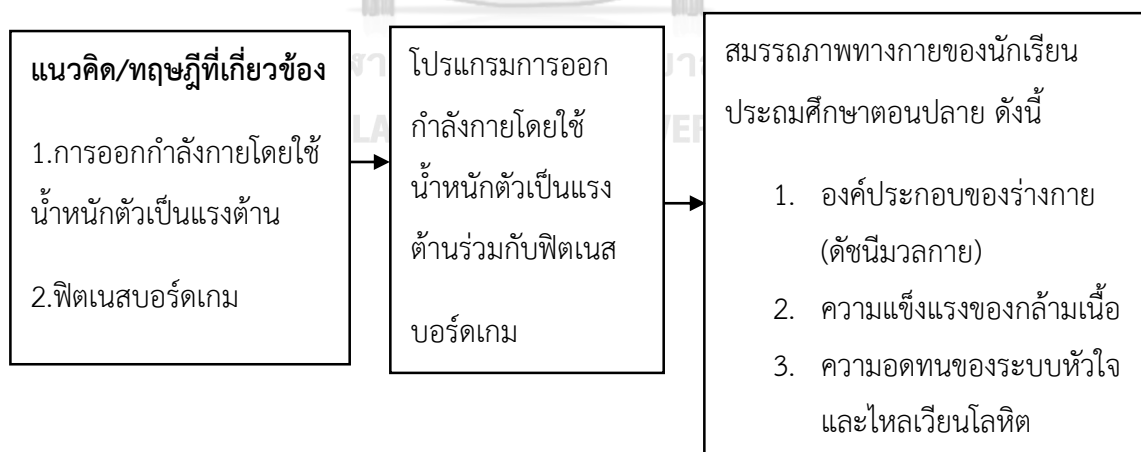 แนวคิด/ทฤษฎีที่เกี่ยวข้อง
1.การออกกำลังกายโดยใช้
น้ำหนักตัวเป็นแรงต้าน
2.ฟิตเนสบอร์ดเกม
โปรแกรมการออก
กำลังกายโดยใช้
น้ำหนักตัวเป็นแรง
ต้านร่วมกับฟิตเนส
บอร์ดเกม
สมรรถภาพทางกายของนักเรียน
ประถมศึกษาตอนปลาย ดังนี้
1. องค์ประกอบของร่างกาย
(ดัชนีมวลกาย)
2. ความแข็งแรงของกล้ามเนื้อ
3. ความอดทนของระบบหัวใจ
และไหลเวียนโลหิต